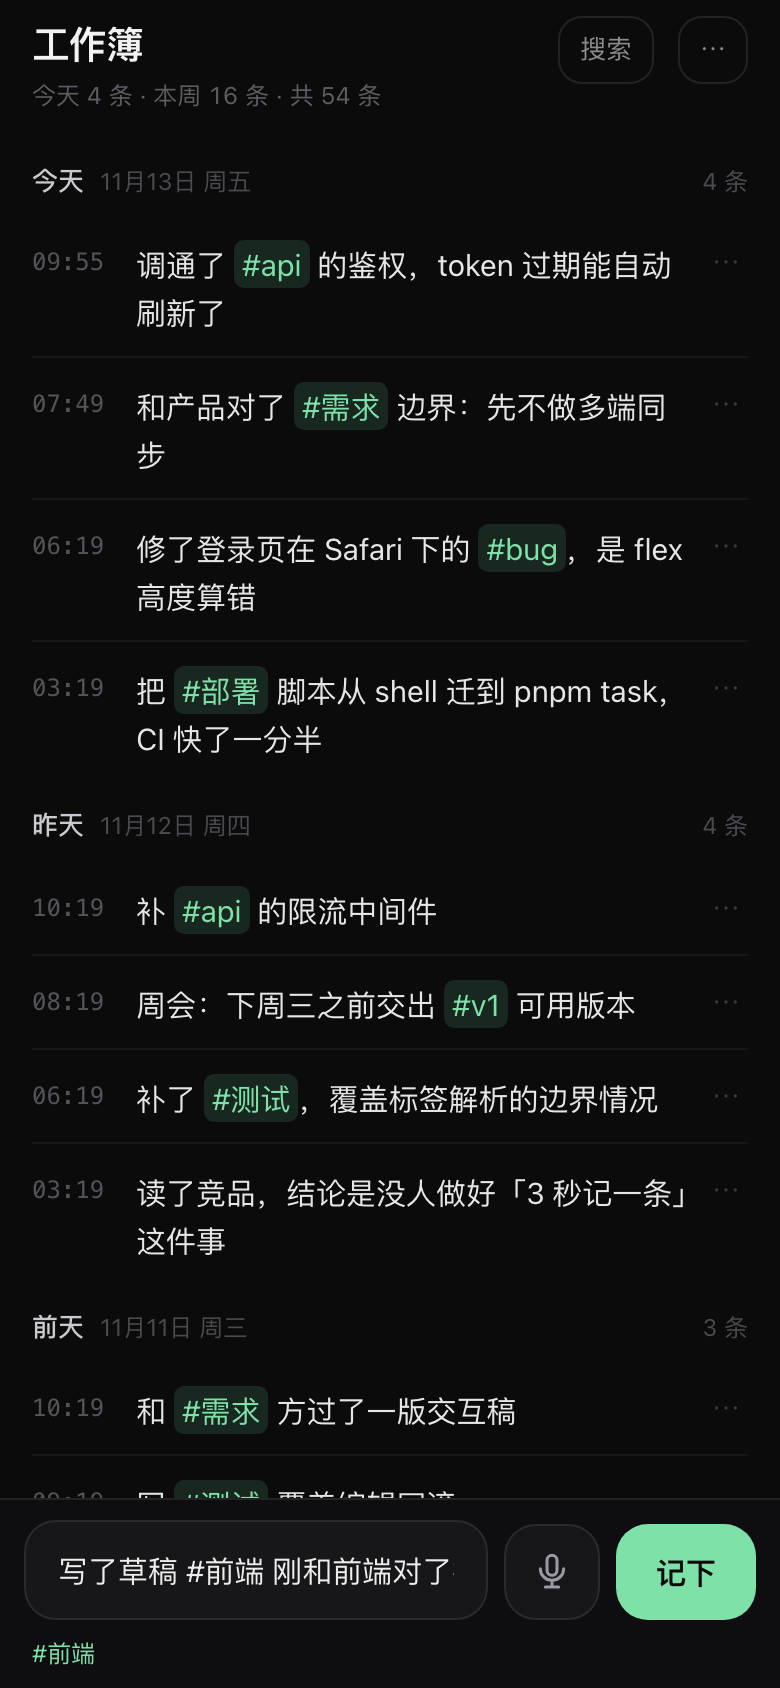 工作簿
搜索
···
今天 4 条 · 本周 16 条 · 共 54 条
今天 11月13日 周五 4 条
09:55 调通了 #api 的鉴权，token 过期能自动 ···
刷新了
07:49 和产品对了 #需求 边界：先不做多端同 ···
步
06:19 修了登录页在 Safari 下的 #bug，是 flex ···
高度算错
03:19 把 #部署 脚本从 shell 迁到 pnpm task， ···
CI 快了一分半
昨天 11月12日 周四 4 条
10:19 补 #api 的限流中间件 ···
08:19 周会：下周三之前交出 #v1 可用版本 ···
06:19 补了 #测试，覆盖标签解析的边界情况 ···
03:19 读了竞品，结论是没人做好「3 秒记一条」 ···
这件事
前天 11月11日 周三 3 条
10:19 和 #需求 方过了一版交互稿 ···
#测试
写了草稿 #前端 刚和前端对了
记下
#前端